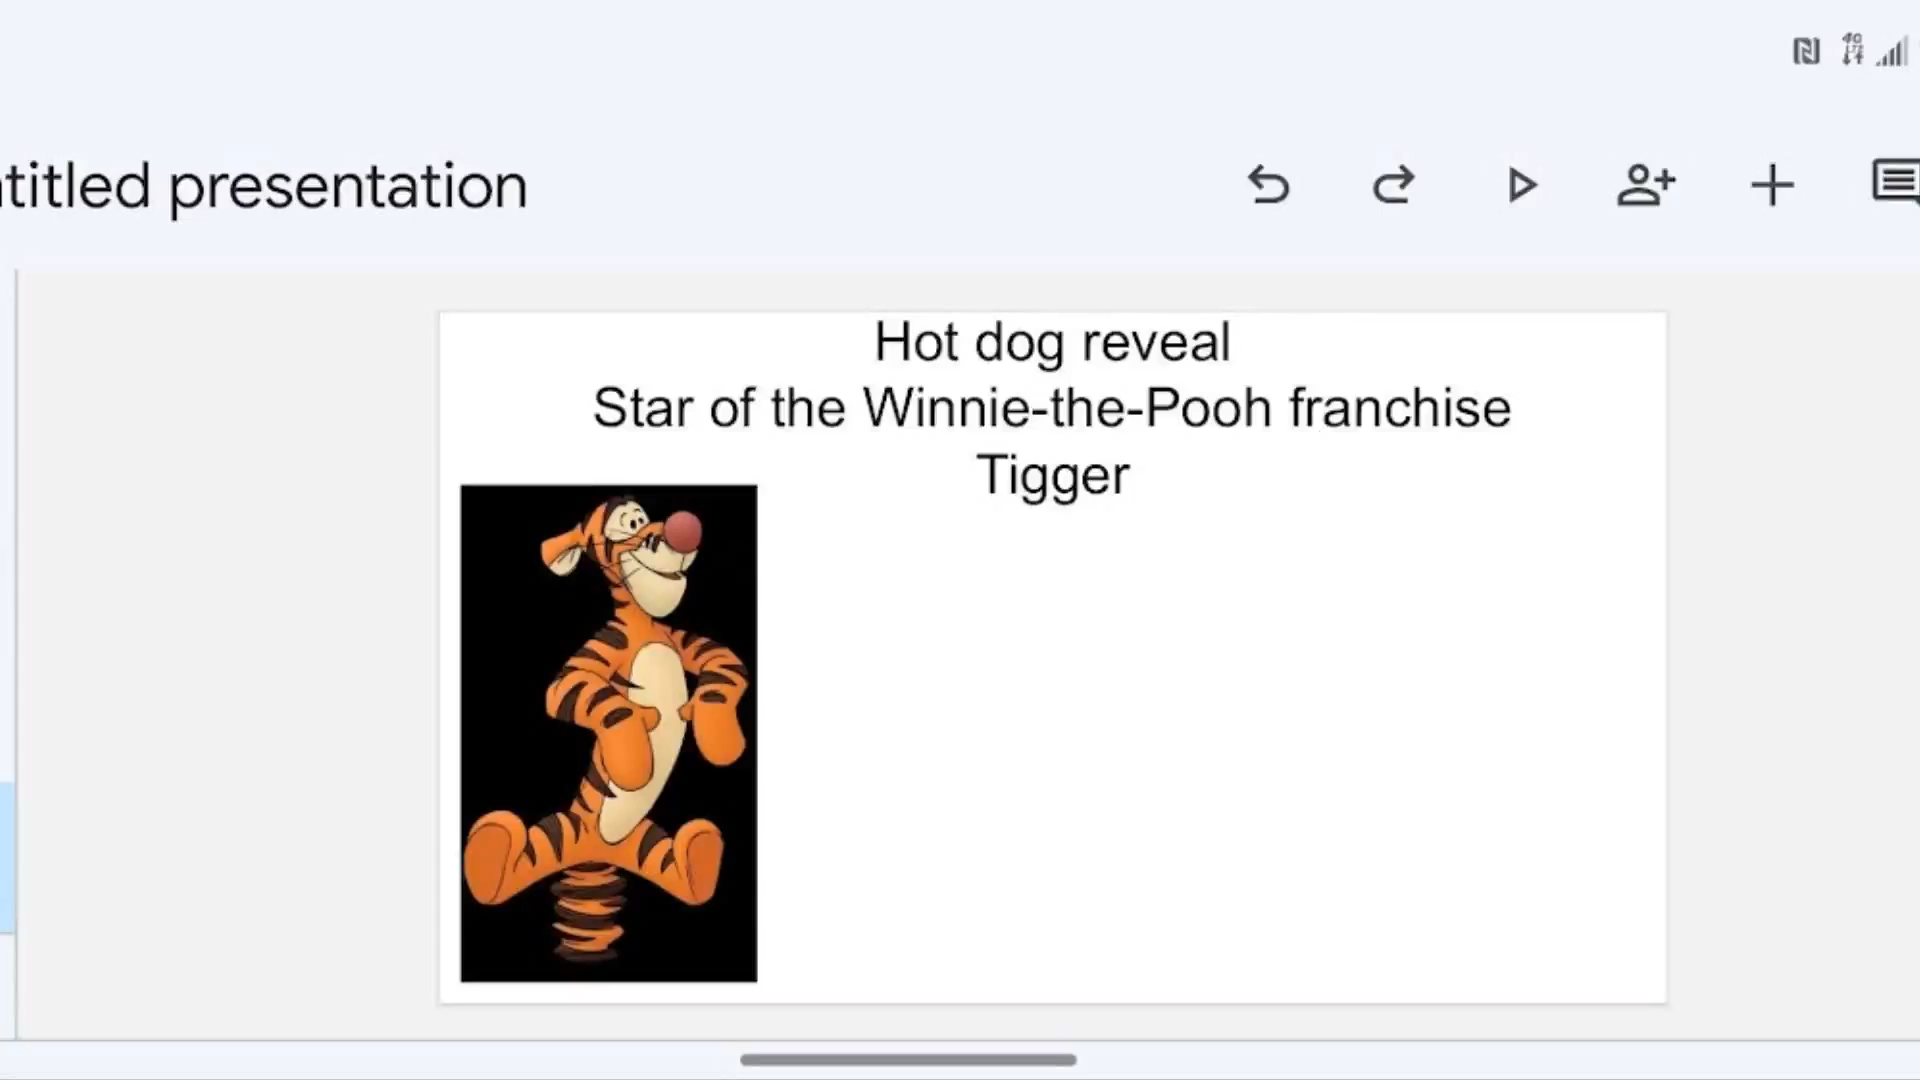 titled presentation
Hot dog reveal
Star of the Winnie-the-Pooh franchise
Tigger